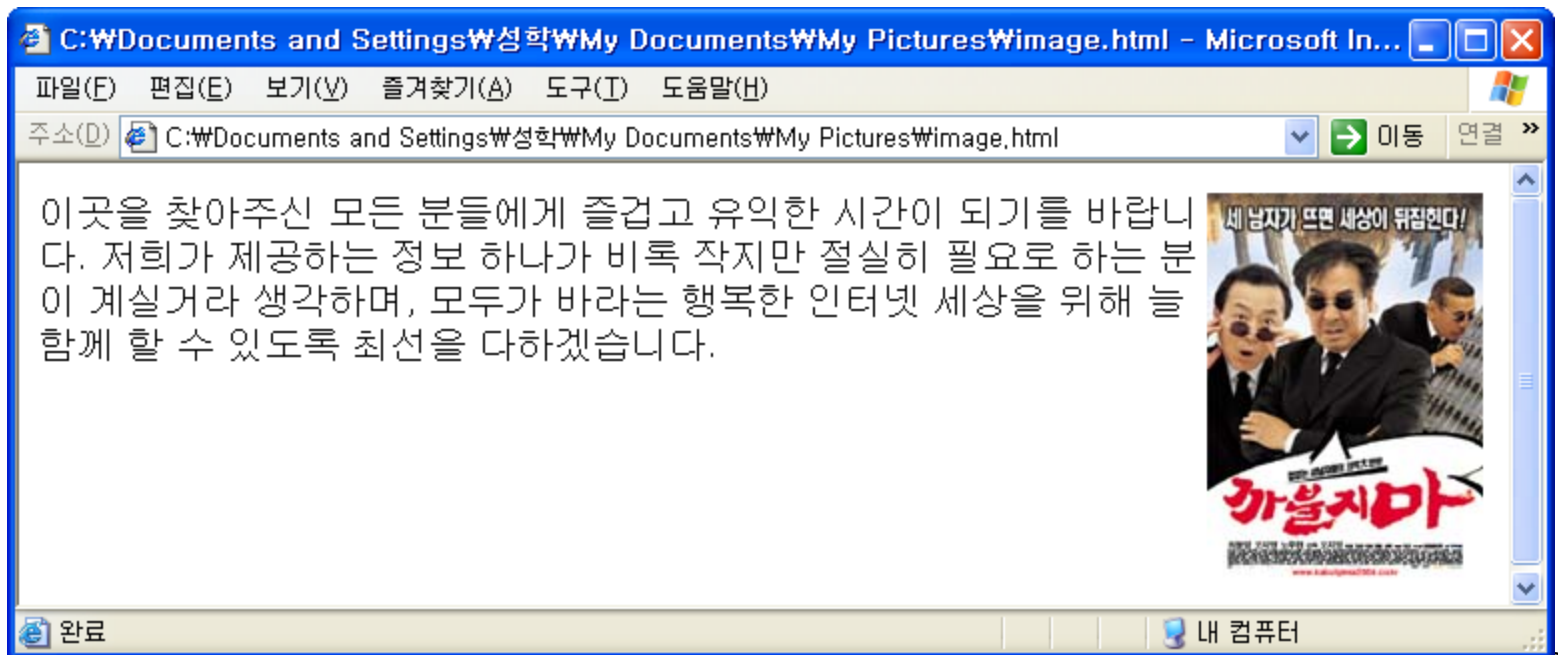 C:₩Documents and Settings₩성학₩My Documents₩My Pictures₩image.html - Microsoft In...
파일(F) 편집(E) 보기(V) 즐겨찾기(A) 도구(T) 도움말(H)
주소(D) C:₩Documents and Settings₩성학₩My Documents₩My Pictures₩image.html 이동 연결 »
이곳을 찾아주신 모든 분들에게 즐겁고 유익한 시간이 되기를 바랍니
다. 저희가 제공하는 정보 하나가 비록 작지만 절실히 필요로 하는 분
이 계실거라 생각하며, 모두가 바라는 행복한 인터넷 세상을 위해 늘
함께 할 수 있도록 최선을 다하겠습니다.
세 남자가 뜨면 세상이 뒤집힌다!
까불지마
완료 내 컴퓨터